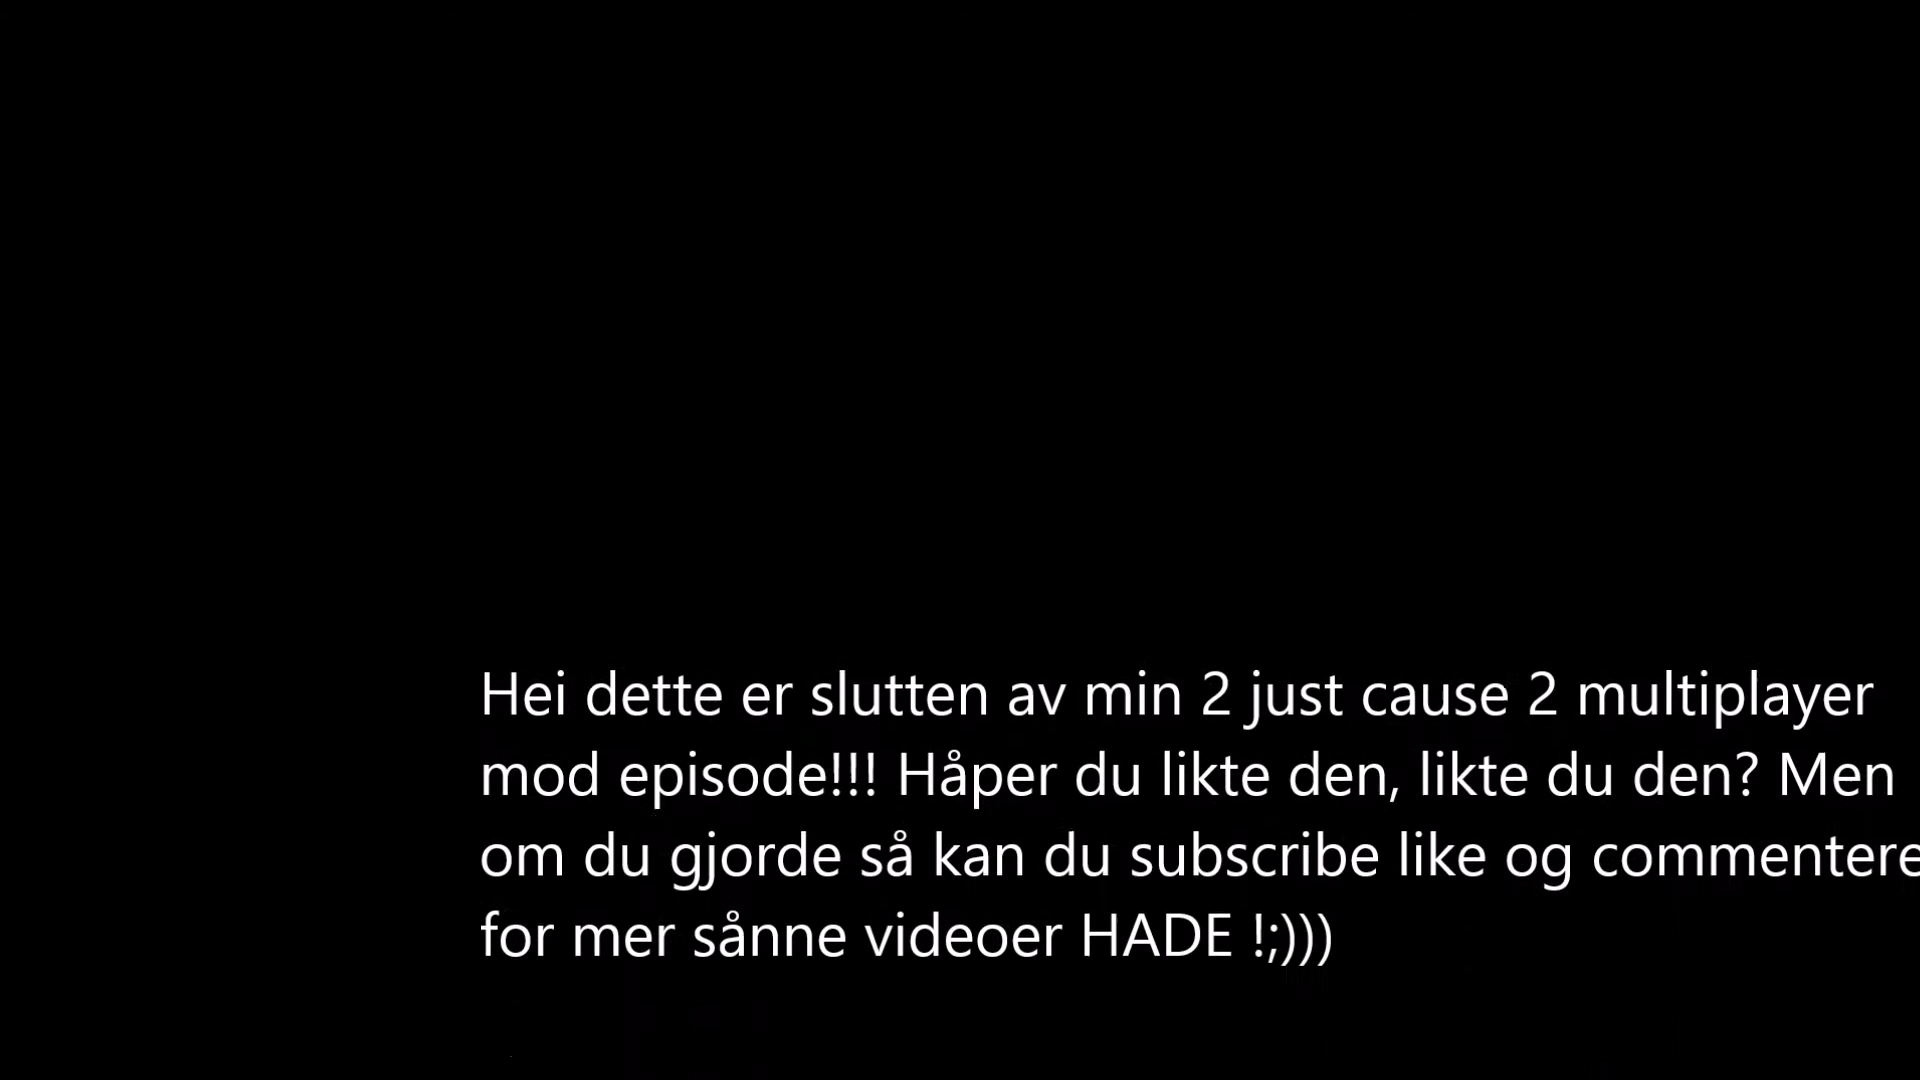 Hei dette er slutten av min 2 just cause 2 multiplayer
mod episode!!! Håper du likte den, likte du den? Men
om du gjorde så kan du subscribe like og commentere
for mer sånne videoer HADE !;)))